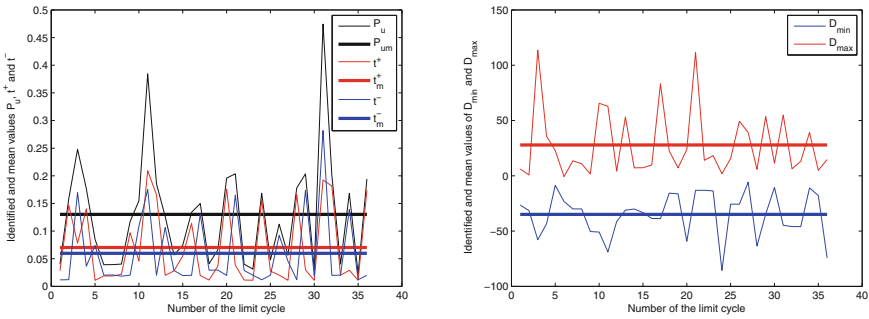 Identified and mean values P_u, t^+ and t^-
0.5
0.45
0.4
0.35
0.3
0.25
0.2
0.15
0.1
0.05
0
0 5 10 15 20 25 30 35 40
Number of the limit cycle
P_u
P_um
t^+
t_m^+
t^-
t_m^-
Identified and mean values of D_min and D_max
150
100
50
0
−50
−100
0 5 10 15 20 25 30 35 40
Number of the limit cycle
D_min
D_max